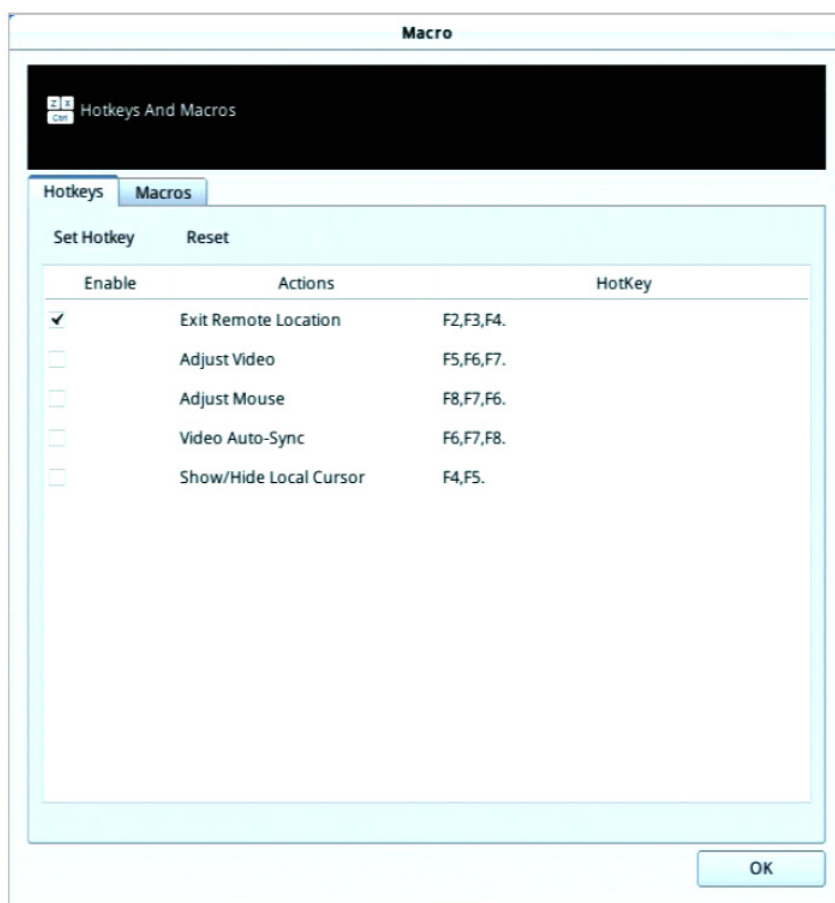 Macro
Z X
Ctrl
Hotkeys And Macros
Hotkeys Macros
Set Hotkey Reset
Enable Actions HotKey
Exit Remote Location F2,F3,F4.
Adjust Video F5,F6,F7.
Adjust Mouse F8,F7,F6.
Video Auto-Sync F6,F7,F8.
Show/Hide Local Cursor F4,F5.
OK